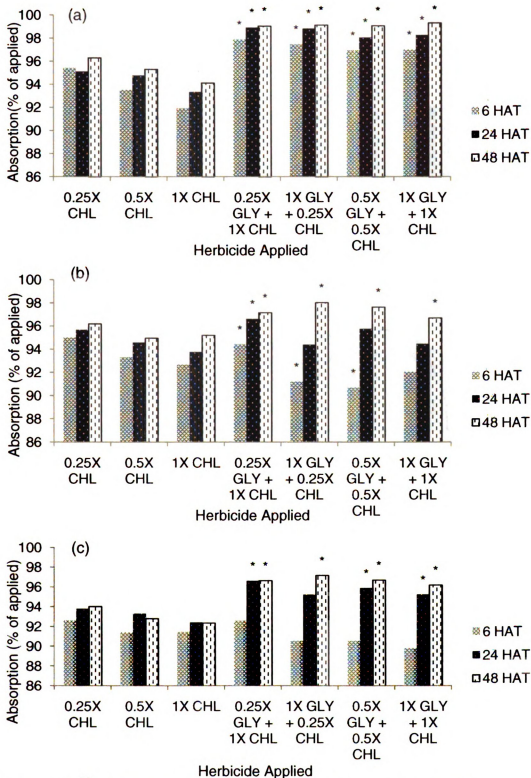 (a)
Absorption(% of applied)
100
98
96
94
92
90
88
86
* * * * * * * * * * * *
6 HAT
24 HAT
48 HAT
0.25X CHL
0.5X CHL
1X CHL
0.25X GLY + 1X CHL
1X GLY + 0.25X CHL
0.5X GLY + 0.5X CHL
1X GLY + 1X CHL
Herbicide Applied
(b)
Absorption (% of applied)
100
98
96
94
92
90
88
86
* * * * * * * *
6 HAT
24 HAT
48 HAT
0.25X CHL
0.5X CHL
1X CHL
0.25X GLY + 1X CHL
1X GLY + 0.25X CHL
0.5X GLY + 0.5X CHL
1X GLY + 1X CHL
Herbicide Applied
(c)
Absorption (% of applied)
100
98
96
94
92
90
88
86
* * * * * * *
6 HAT
24 HAT
48 HAT
0.25X CHL
0.5X CHL
1X CHL
0.25X GLY + 1X CHL
1X GLY + 0.25X CHL
0.5X GLY + 0.5X CHL
1X GLY + 1X CHL
Herbicide Applied